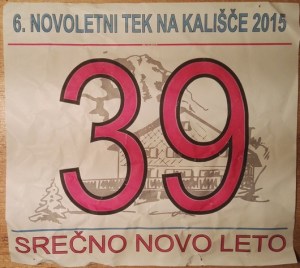 6. NOVOLETNI TEK NA KALIŠČE 2015
39
SREČNO NOVO LETO